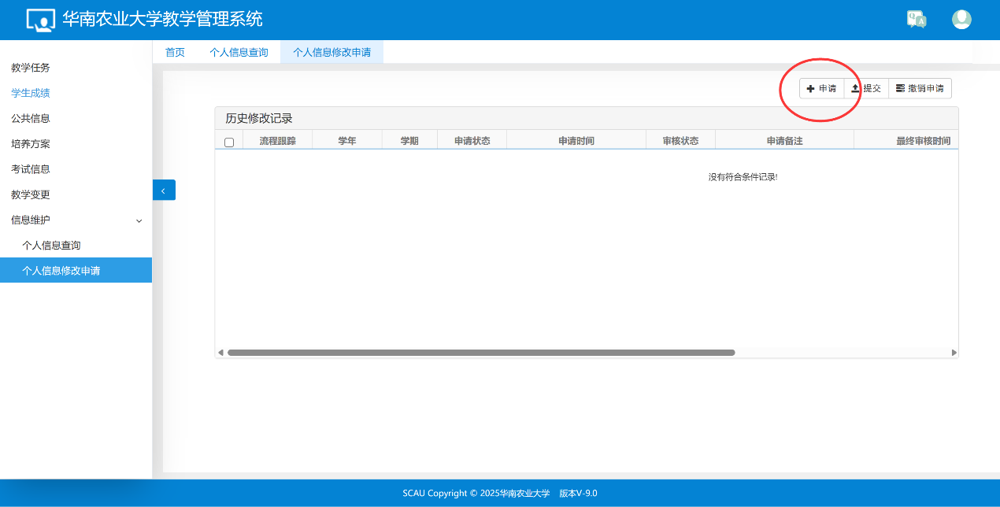 华南农业大学教学管理系统
Q A
首页 个人信息查询 个人信息修改申请
教学任务
学生成绩
公共信息
培养方案
考试信息
教学变更
信息维护
个人信息查询
个人信息修改申请
申请 提交 撤销申请
历史修改记录
流程跟踪 学年 学期 申请状态 申请时间 审核状态 申请备注 最终审核时间
没有符合条件记录!
SCAU Copyright © 2025华南农业大学 版本V-9.0